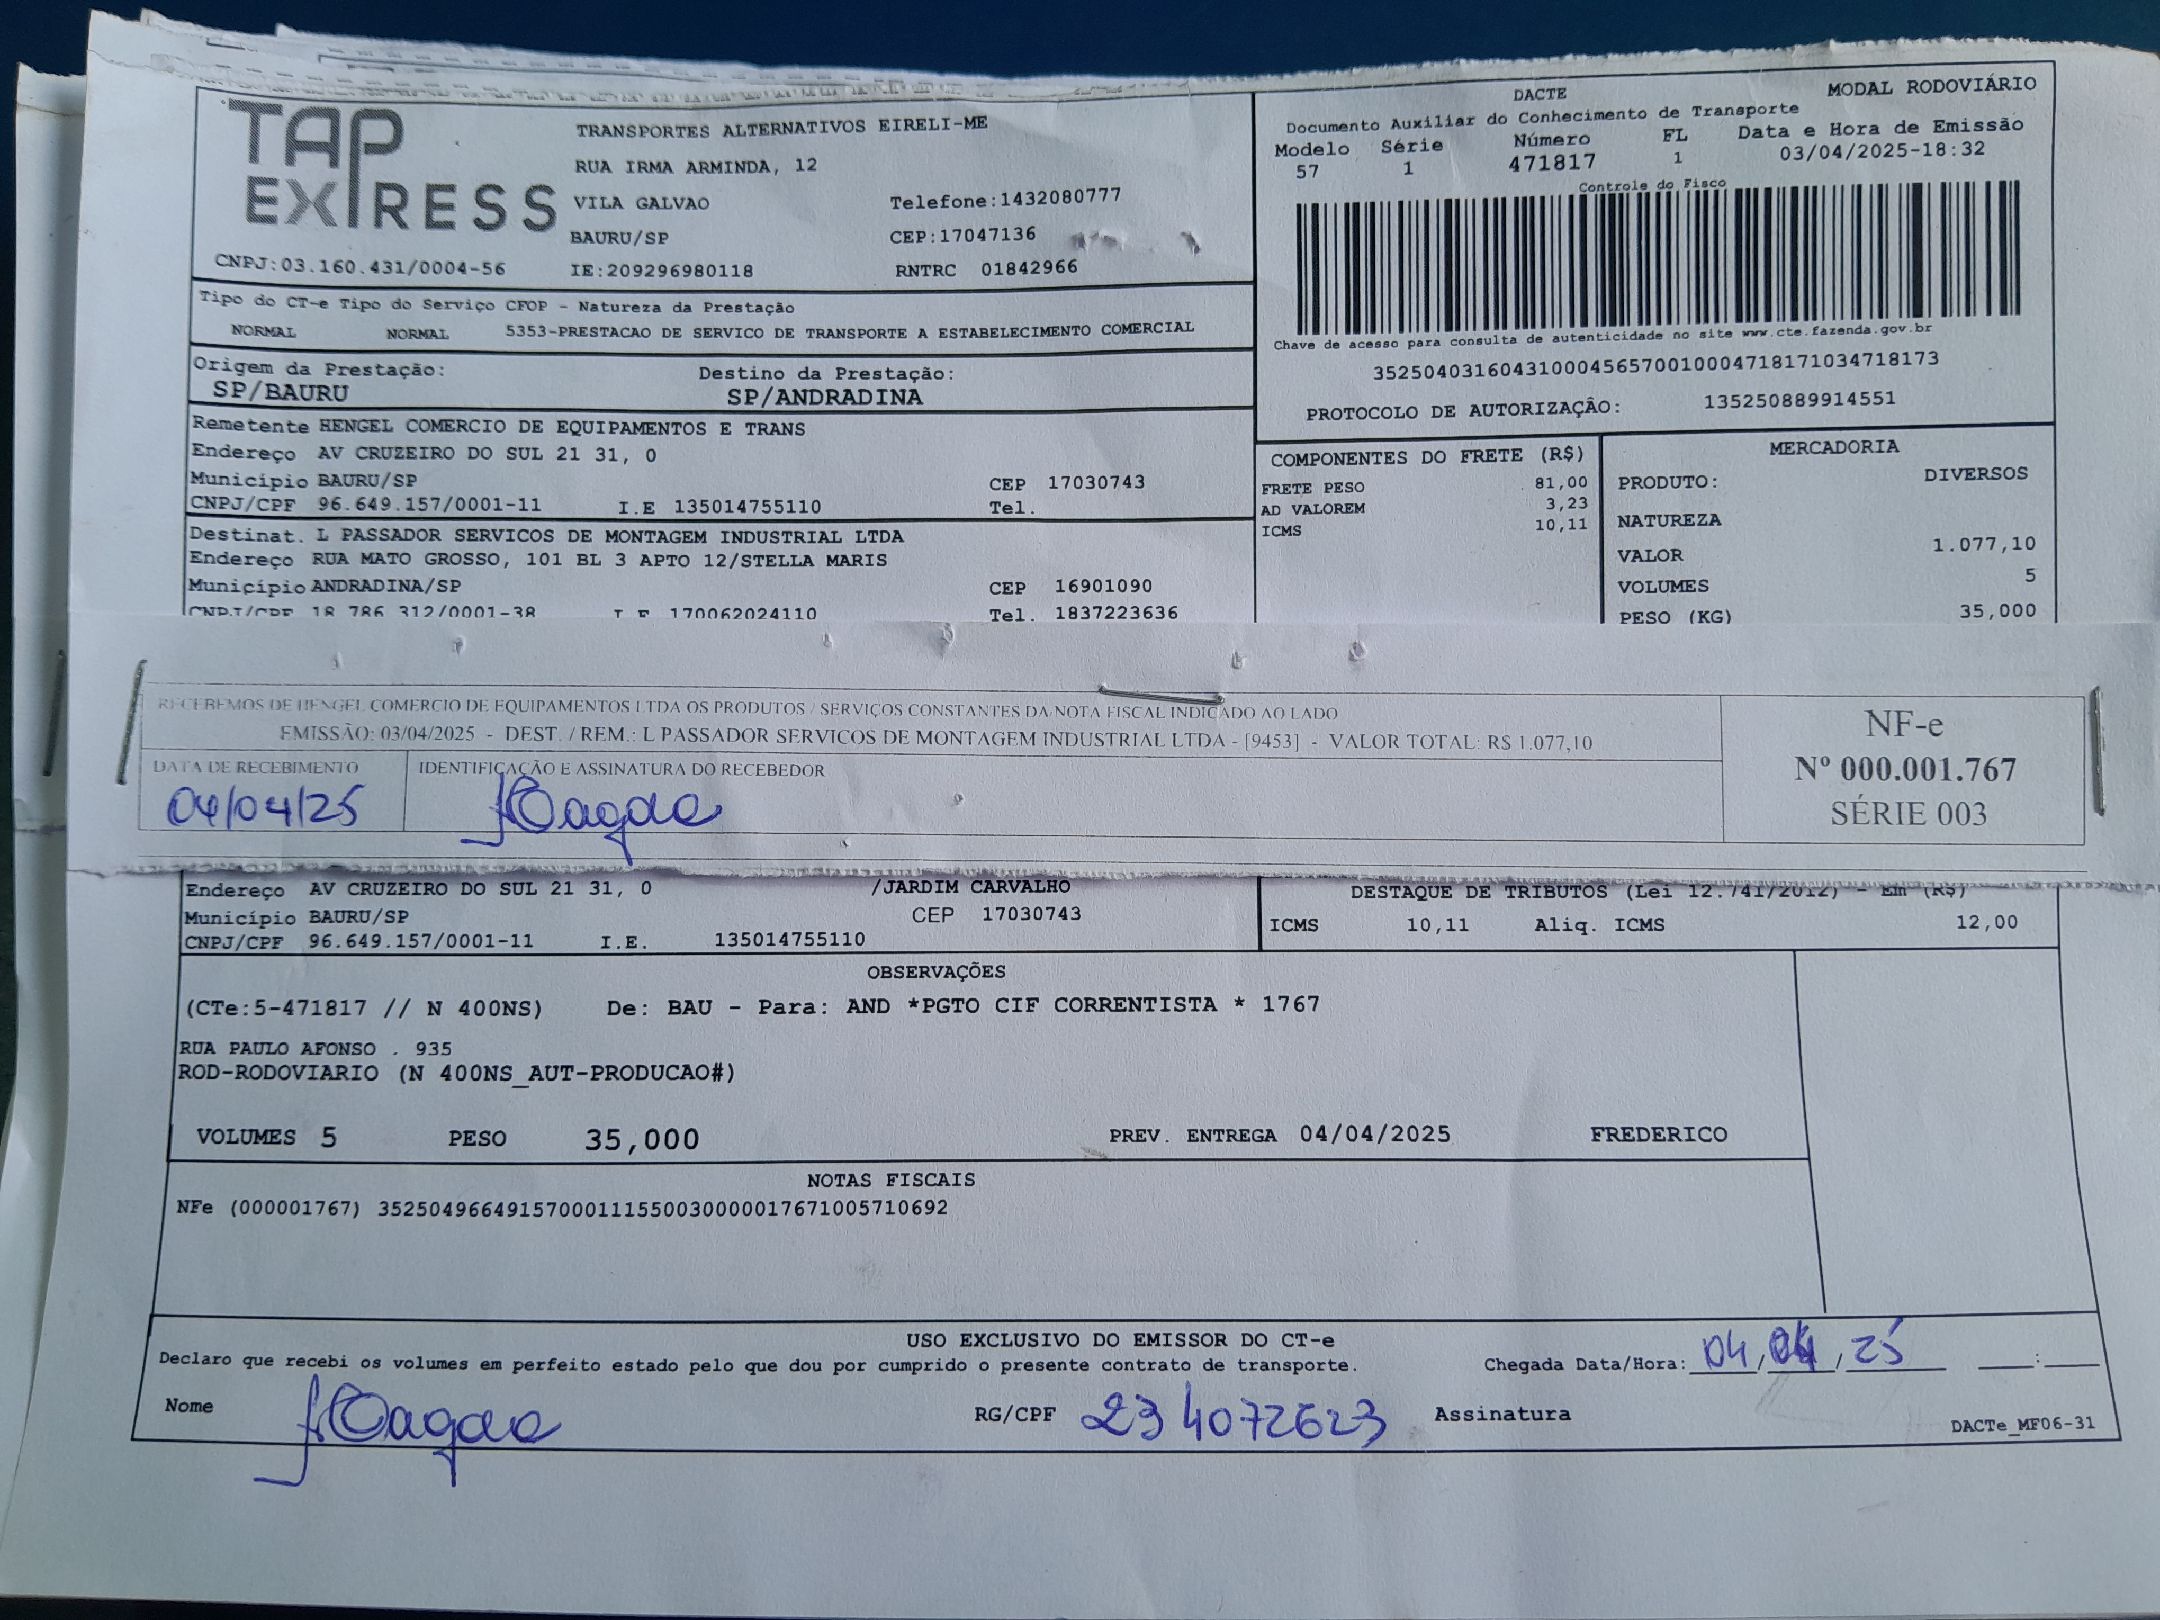 TAP EXPRESS
TRANSPORTES ALTERNATIVOS EIRELI-ME
RUA IRMA ARMINDA, 12
VILA GALVAO Telefone:1432080777
BAURU/SP CEP:17047136
CNPJ:03.160.431/0004-56 IE:209296980118 RNTRC 01842966
DACTE MODAL RODOVIÁRIO
Documento Auxiliar do Conhecimento de Transporte
Modelo Série Número FL Data e Hora de Emissão
57 1 471817 1 03/04/2025-18:32
Controle do Fisco
Chave de acesso para consulta de autenticidade no site www.cte.fazenda.gov.br
35250403160431000456570010004718171034718173
PROTOCOLO DE AUTORIZAÇÃO: 135250889914551
Tipo do CT-e Tipo do Serviço CFOP - Natureza da Prestação
NORMAL NORMAL 5353-PRESTACAO DE SERVICO DE TRANSPORTE A ESTABELECIMENTO COMERCIAL
Origem da Prestação: Destino da Prestação:
SP/BAURU SP/ANDRADINA
Remetente HENGEL COMERCIO DE EQUIPAMENTOS E TRANS
Endereço AV CRUZEIRO DO SUL 21 31, 0
Município BAURU/SP CEP 17030743
CNPJ/CPF 96.649.157/0001-11 I.E 135014755110 Tel.
Destinat. L PASSADOR SERVICOS DE MONTAGEM INDUSTRIAL LTDA
Endereço RUA MATO GROSSO, 101 BL 3 APTO 12/STELLA MARIS
Município ANDRADINA/SP CEP 16901090
CNPJ/CPF 18.786.312/0001-38 I.E 170062024110 Tel. 1837223636
COMPONENTES DO FRETE (R$)
FRETE PESO 81,00
AD VALOREM 3,23
ICMS 10,11
MERCADORIA
PRODUTO: DIVERSOS
NATUREZA
VALOR 1.077,10
VOLUMES 5
PESO (KG) 35,000
RECEBEMOS DE HENGEL COMERCIO DE EQUIPAMENTOS LTDA OS PRODUTOS / SERVIÇOS CONSTANTES DA NOTA FISCAL INDICADO AO LADO
EMISSÃO: 03/04/2025 - DEST. / REM.: L PASSADOR SERVICOS DE MONTAGEM INDUSTRIAL LTDA - [9453] - VALOR TOTAL: R$ 1.077,10
DATA DE RECEBIMENTO IDENTIFICAÇÃO E ASSINATURA DO RECEBEDOR
04/04/25
NF-e
Nº 000.001.767
SÉRIE 003
Endereço AV CRUZEIRO DO SUL 21 31, 0 /JARDIM CARVALHO
Município BAURU/SP CEP 17030743
CNPJ/CPF 96.649.157/0001-11 I.E. 135014755110
DESTAQUE DE TRIBUTOS (Lei 12.741/2012) - Em (R$)
ICMS 10,11 Aliq. ICMS 12,00
OBSERVAÇÕES
(CTe:5-471817 // N 400NS) De: BAU - Para: AND *PGTO CIF CORRENTISTA * 1767
RUA PAULO AFONSO . 935
ROD-RODOVIARIO (N 400NS_AUT-PRODUCAO#)
VOLUMES 5 PESO 35,000 PREV. ENTREGA 04/04/2025 FREDERICO
NOTAS FISCAIS
NFe (000001767) 35250496649157000111550030000017671005710692
USO EXCLUSIVO DO EMISSOR DO CT-e
Declaro que recebi os volumes em perfeito estado pelo que dou por cumprido o presente contrato de transporte. Chegada Data/Hora: 04/04/25 :
Nome RG/CPF 234072623 Assinatura
DACTe_MF06-31